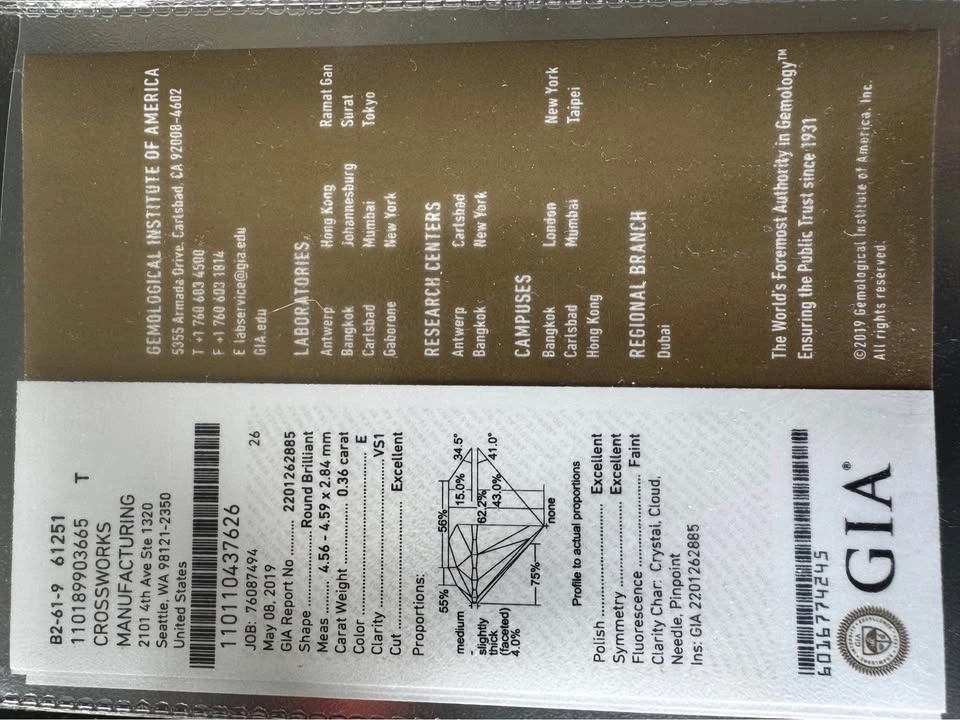 B2-61-9 61251
110189903665 T
CROSSWORKS
MANUFACTURING
2101 4th Ave Ste 1320
Seattle, WA 98121-2350
United States
110110437626
JOB: 76087494 26
May 08, 2019
GIA Report No ........ 2201262885
Shape ........ Round Brilliant
Meas ........ 4.56 - 4.59 x 2.84 mm
Carat Weight ........ 0.36 carat
Color ........ E
Clarity ........ VS1
Cut ........ Excellent
Proportions:
55%
56%
15.0%
34.5°
medium
-
slightly
thick
(faceted)
4.0%
62.2%
43.0%
41.0°
75%
none
Profile to actual proportions
Polish ........ Excellent
Symmetry ........ Excellent
Fluorescence ........ Faint
Clarity Char: Crystal, Cloud,
Needle, Pinpoint
Ins: GIA 2201262885
601677424245
GIA®
GEMOLOGICAL INSTITUTE OF AMERICA
5355 Armada Drive, Carlsbad, CA 92008-4602
T +1 760 603 4500
F +1 760 603 1814
E labservice@gia.edu
GIA.edu
LABORATORIES
Antwerp Hong Kong Ramat Gan
Bangkok Johannesburg Surat
Carlsbad Mumbai Tokyo
Gaborone New York
RESEARCH CENTERS
Antwerp Carlsbad
Bangkok New York
CAMPUSES
Bangkok London New York
Carlsbad Mumbai Taipei
Hong Kong
REGIONAL BRANCH
Dubai
The World's Foremost Authority in Gemology™
Ensuring the Public Trust since 1931
©2019 Gemological Institute of America, Inc.
All rights reserved.